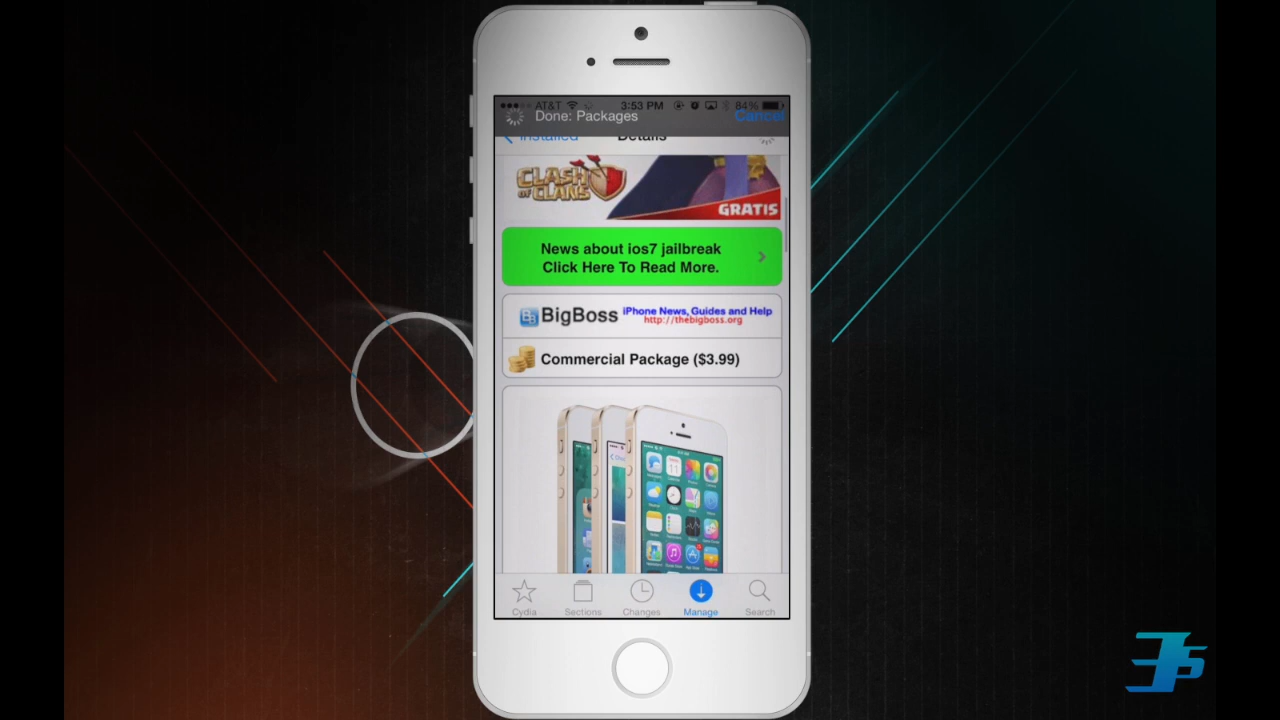 AT&T 3:53 PM 84%
Done: Packages Cancel
Installed Details
CLASH OF CLANS
GRATIS
News about ios7 jailbreak
Click Here To Read More.
BigBoss iPhone News, Guides and Help
http://thebigboss.org
Commercial Package ($3.99)
Cydia Sections Changes Manage Search